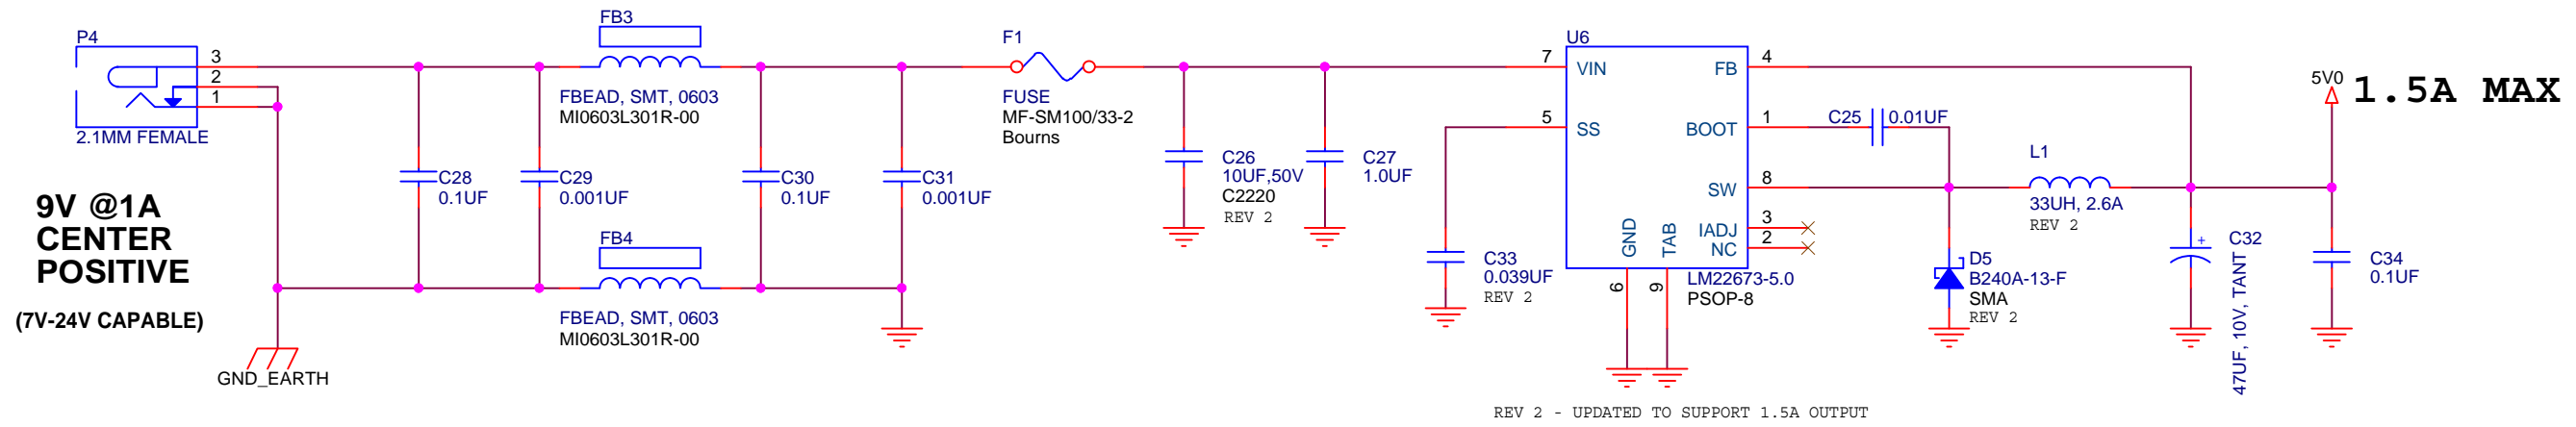 P4
3
2
1
2.1MM FEMALE
9V @1A
CENTER
POSITIVE
(7V-24V CAPABLE)
GND_EARTH
C28
0.1UF
C29
0.001UF
FB3
FBEAD, SMT, 0603
MI0603L301R-00
FB4
FBEAD, SMT, 0603
MI0603L301R-00
C30
0.1UF
C31
0.001UF
F1
FUSE
MF-SM100/33-2
Bourns
C26
10UF,50V
C2220
REV 2
C27
1.0UF
C33
0.039UF
REV 2
U6
7
VIN
5
SS
FB
4
BOOT
1
SW
8
IADJ
3
NC
2
GND
TAB
6
9
LM22673-5.0
PSOP-8
C25
0.01UF
L1
33UH, 2.6A
REV 2
D5
B240A-13-F
SMA
REV 2
+
C32
47UF, 10V, TANT
C34
0.1UF
5V0
1.5A MAX
REV 2 - UPDATED TO SUPPORT 1.5A OUTPUT